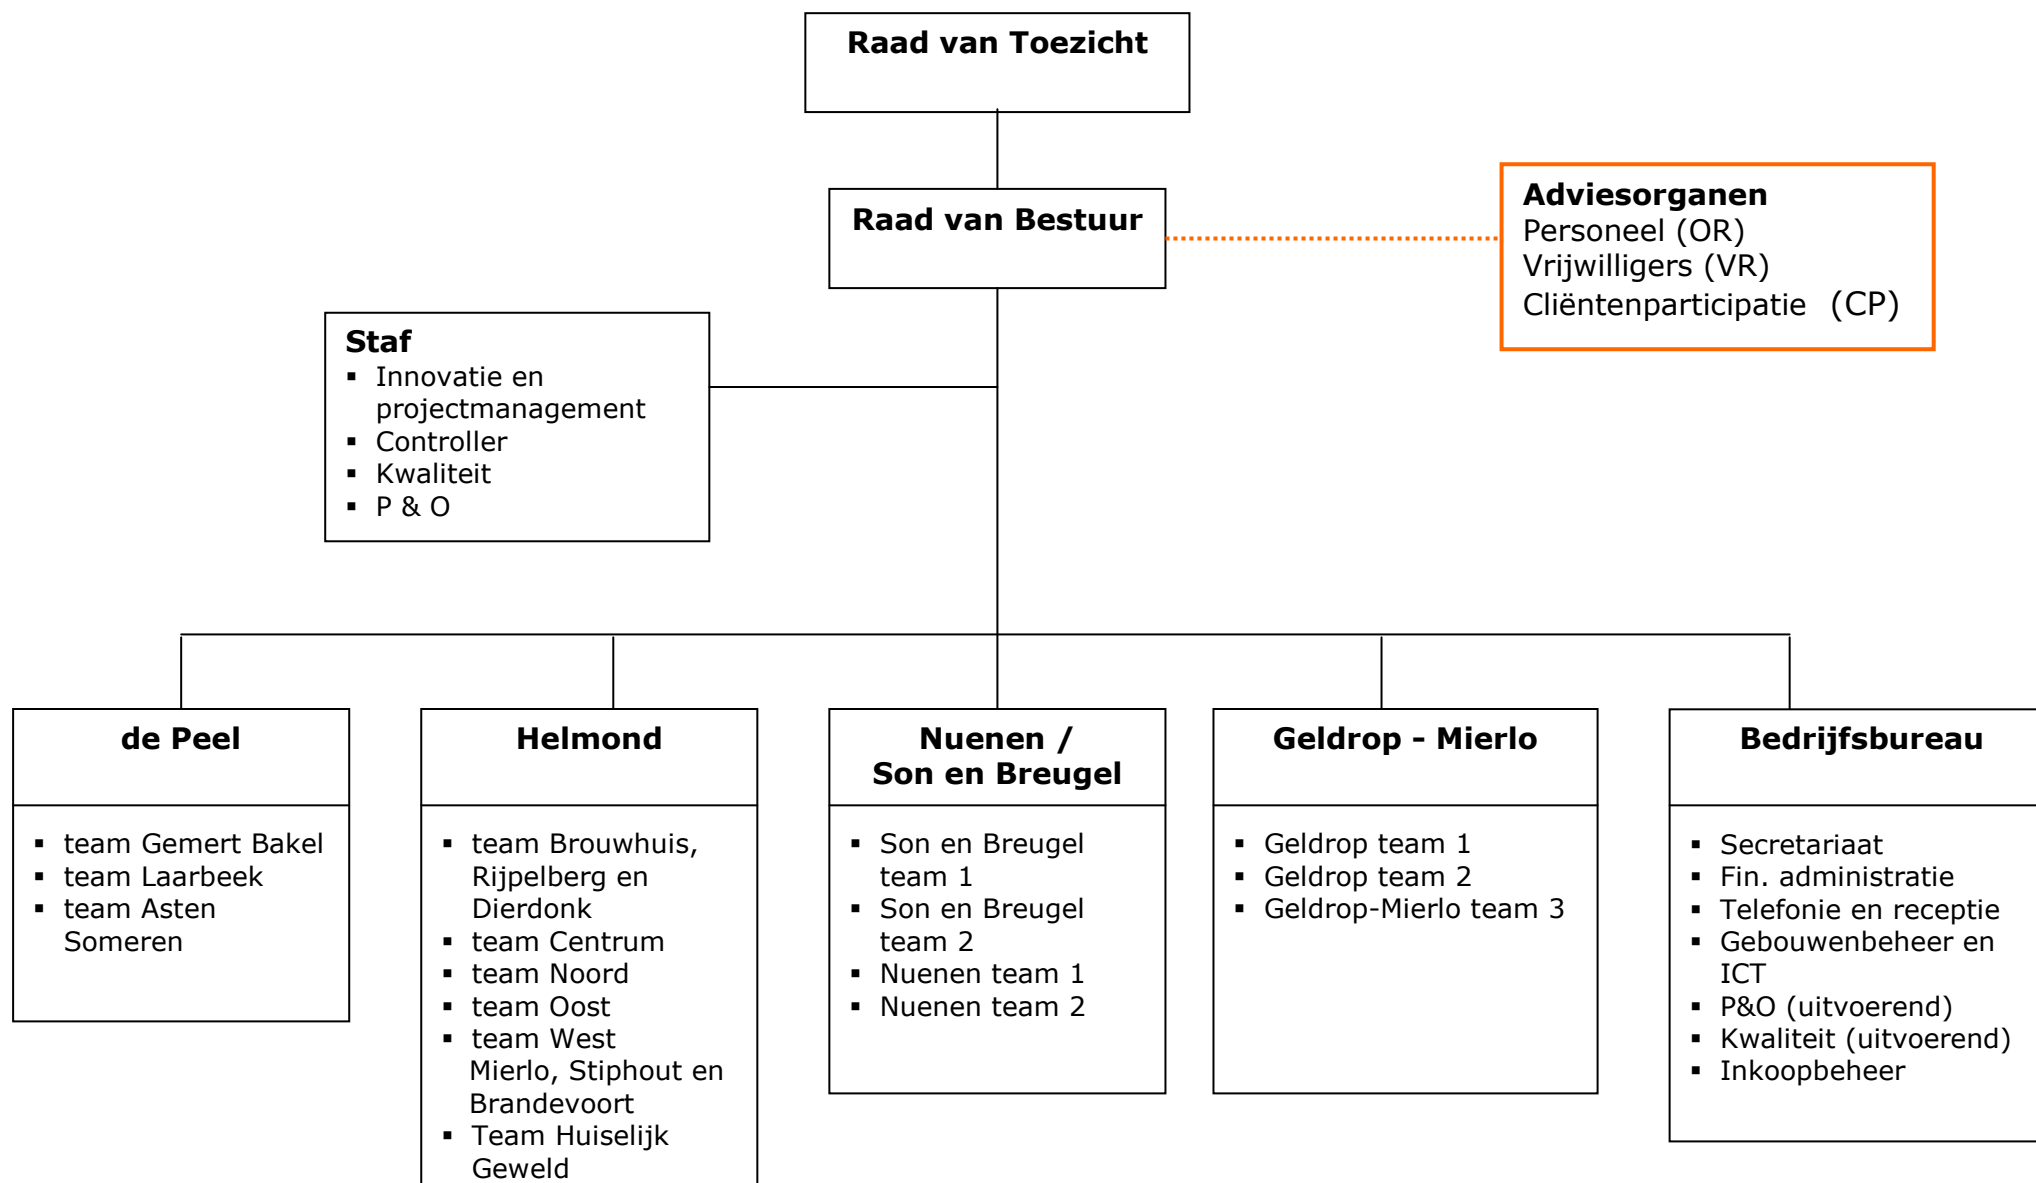 Raad van Toezicht
Raad van Bestuur
Adviesorganen
Personeel (OR)
Vrijwilligers (VR)
Cliëntenparticipatie (CP)
Staf
▪ Innovatie en
projectmanagement
▪ Controller
▪ Kwaliteit
▪ P & O
de Peel
▪ team Gemert Bakel
▪ team Laarbeek
▪ team Asten
Someren
Helmond
▪ team Brouwhuis,
Rijpelberg en
Dierdonk
▪ team Centrum
▪ team Noord
▪ team Oost
▪ team West
Mierlo, Stiphout en
Brandevoort
▪ Team Huiselijk
Geweld
Nuenen /
Son en Breugel
▪ Son en Breugel
team 1
▪ Son en Breugel
team 2
▪ Nuenen team 1
▪ Nuenen team 2
Geldrop - Mierlo
▪ Geldrop team 1
▪ Geldrop team 2
▪ Geldrop-Mierlo team 3
Bedrijfsbureau
▪ Secretariaat
▪ Fin. administratie
▪ Telefonie en receptie
▪ Gebouwenbeheer en
ICT
▪ P&O (uitvoerend)
▪ Kwaliteit (uitvoerend)
▪ Inkoopbeheer